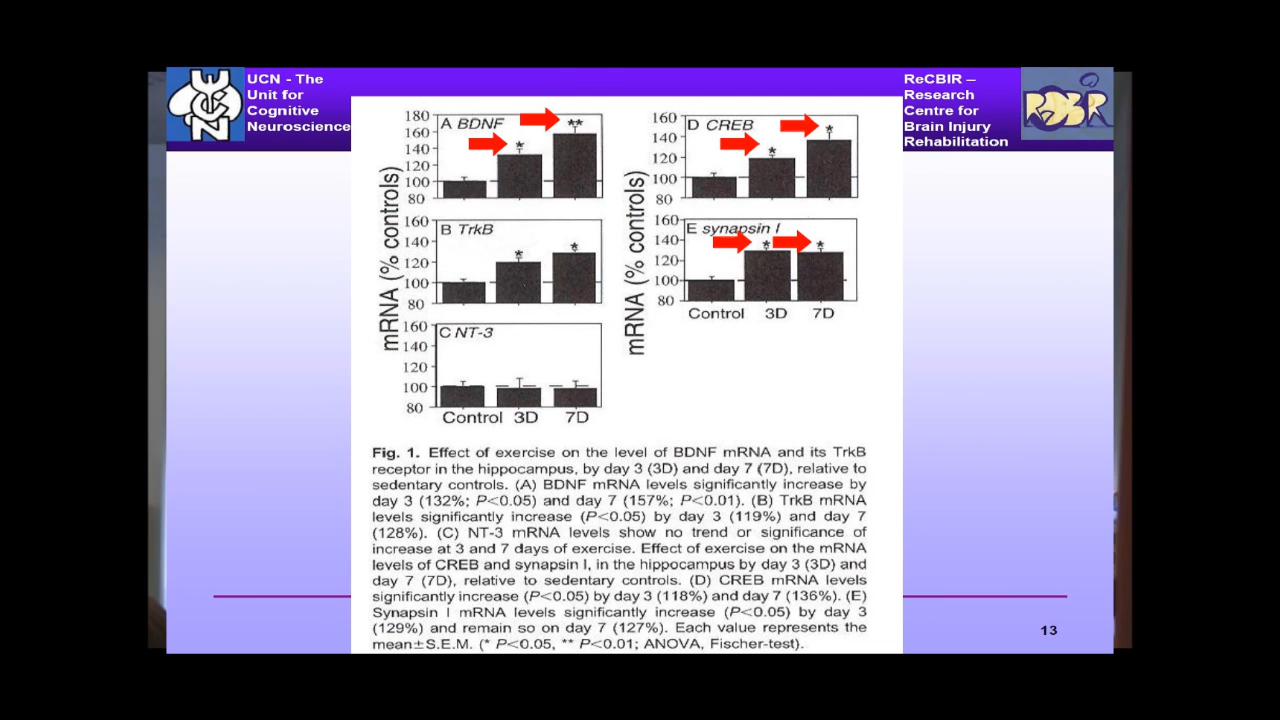 UCN - The
Unit for
Cognitive
Neuroscience
ReCBIR –
Research
Centre for
Brain Injury
Rehabilitation
mRNA (% controls)
A BDNF
180
160
140
120
100
80
*
**
B TrkB
160
140
120
100
80
*
*
C NT-3
160
140
120
100
80
Control 3D 7D
mRNA (% controls)
D CREB
160
140
120
100
80
*
*
E synapsin I
160
140
120
100
80
*
*
Control 3D 7D
Fig. 1. Effect of exercise on the level of BDNF mRNA and its TrkB
receptor in the hippocampus, by day 3 (3D) and day 7 (7D), relative to
sedentary controls. (A) BDNF mRNA levels significantly increase by
day 3 (132%; P<0.05) and day 7 (157%; P<0.01). (B) TrkB mRNA
levels significantly increase (P<0.05) by day 3 (119%) and day 7
(128%). (C) NT-3 mRNA levels show no trend or significance of
increase at 3 and 7 days of exercise. Effect of exercise on the mRNA
levels of CREB and synapsin I, in the hippocampus by day 3 (3D) and
day 7 (7D), relative to sedentary controls. (D) CREB mRNA levels
significantly increase (P<0.05) by day 3 (118%) and day 7 (136%). (E)
Synapsin I mRNA levels significantly increase (P<0.05) by day 3
(129%) and remain so on day 7 (127%). Each value represents the
mean±S.E.M. (* P<0.05, ** P<0.01; ANOVA, Fischer-test).
13